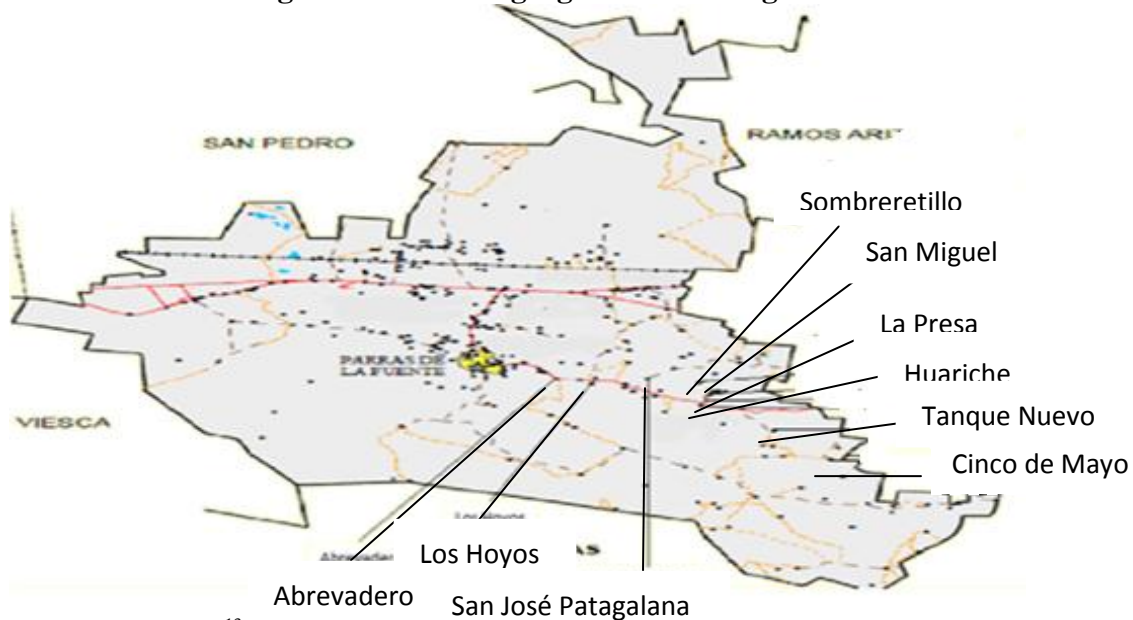 SAN PEDRO
RAMOS
Sombreretillo
San Miguel
La Presa
PARRAS DE
LA FUENTE
Huariche
Tanque Nuevo
VIESCA
Cinco de Mayo
Los Hoyos
Abrevadero
San José Patagalana